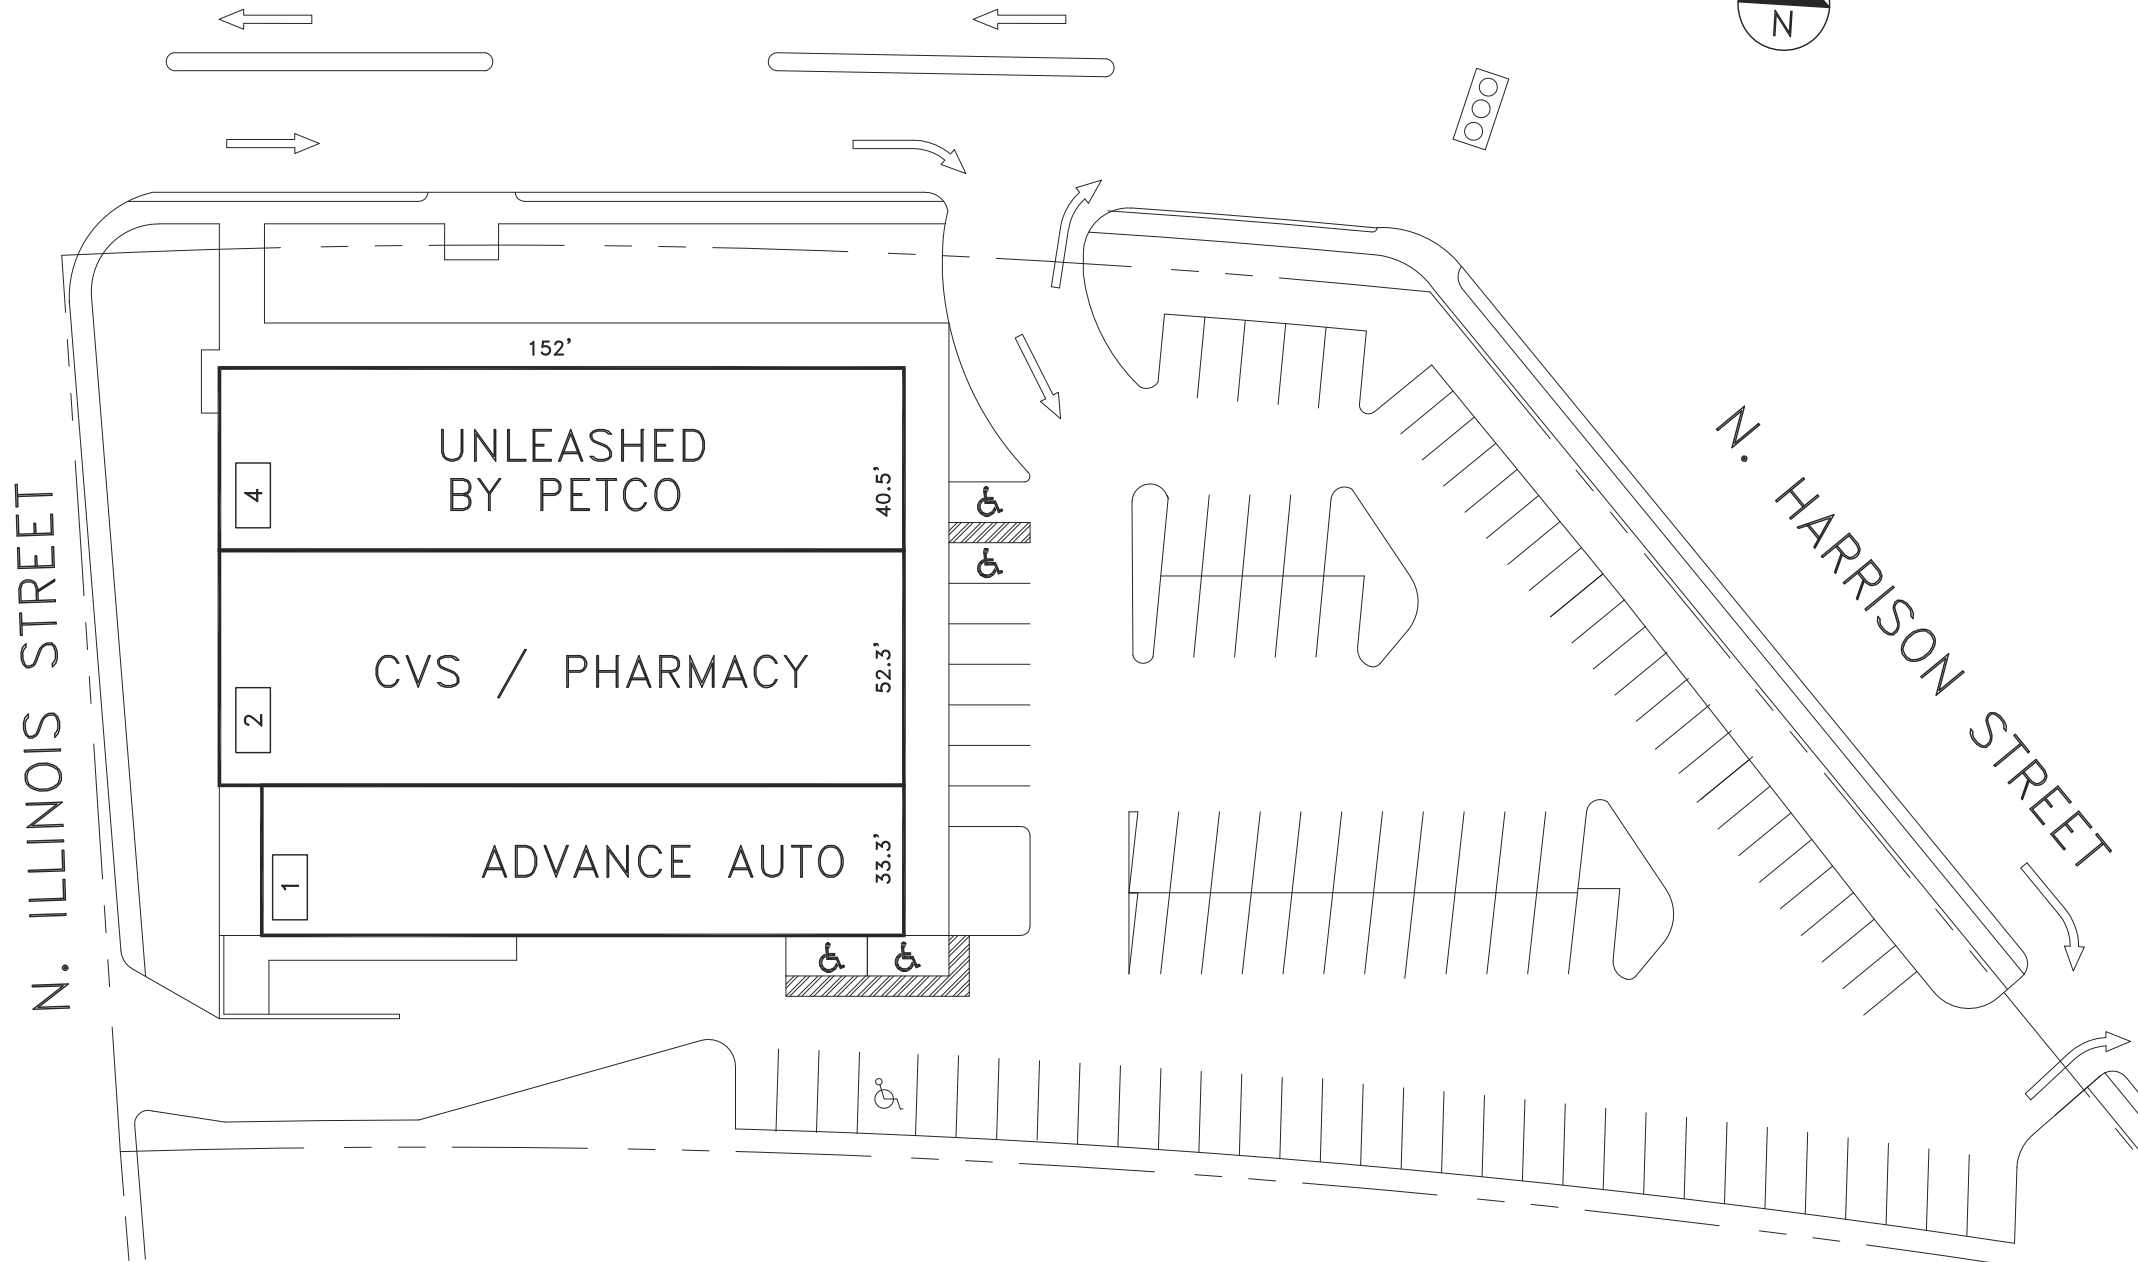 N
152'
UNLEASHED
BY PETCO
40.5'
4
CVS / PHARMACY
52.3'
2
ADVANCE AUTO
33.3'
1
N. ILLINOIS STREET
N. HARRISON STREET